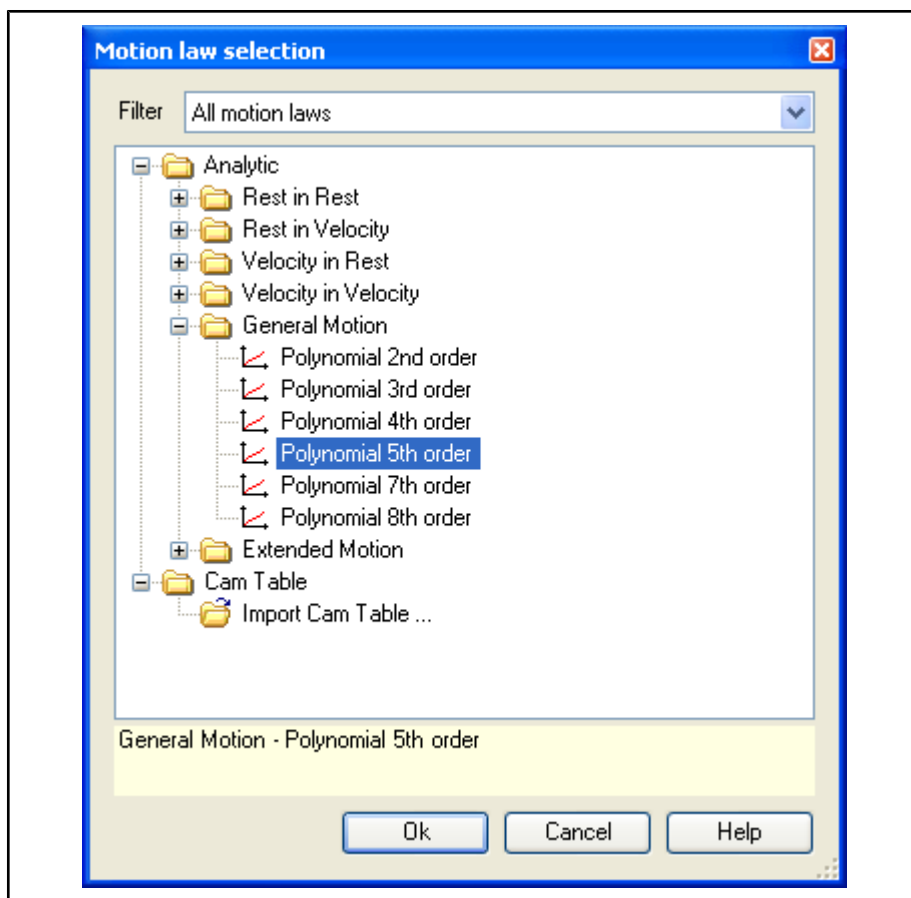 Motion law selection
Filter All motion laws
Analytic
Rest in Rest
Rest in Velocity
Velocity in Rest
Velocity in Velocity
General Motion
Polynomial 2nd order
Polynomial 3rd order
Polynomial 4th order
Polynomial 5th order
Polynomial 7th order
Polynomial 8th order
Extended Motion
Cam Table
Import Cam Table ...
General Motion - Polynomial 5th order
Ok Cancel Help